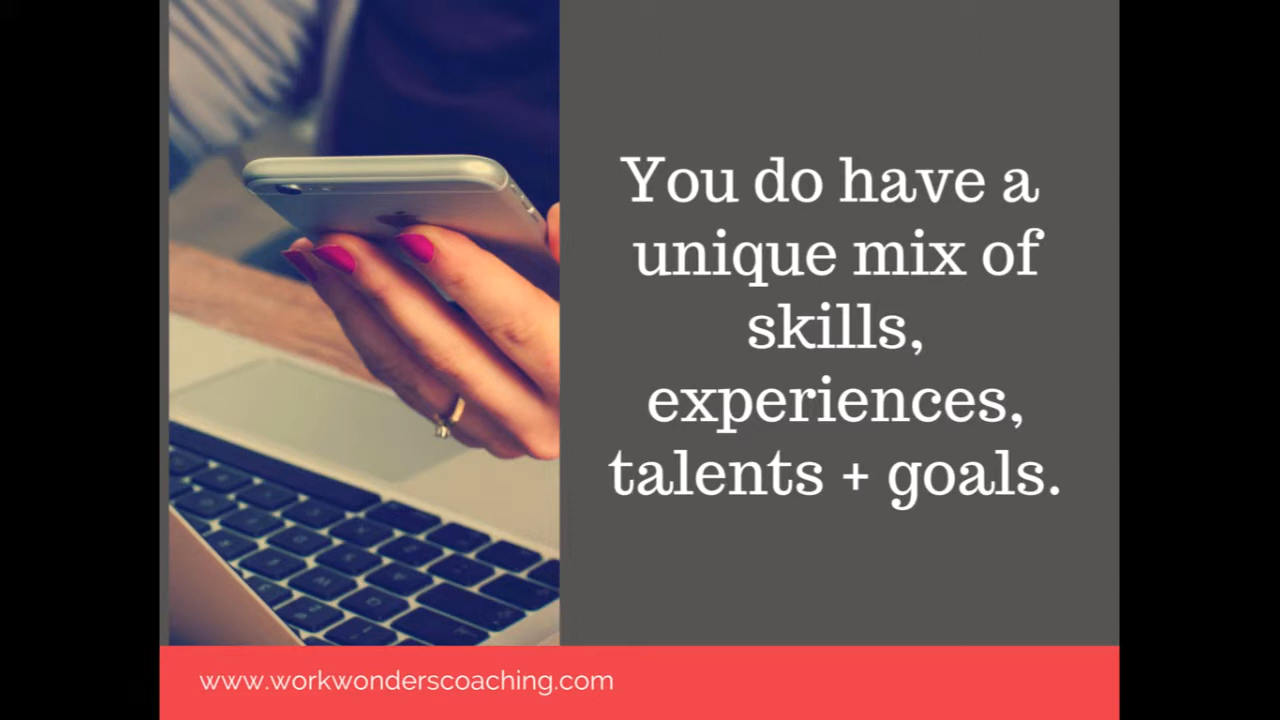 You do have a
unique mix of
skills,
experiences,
talents + goals.
www.workwonderscoaching.com